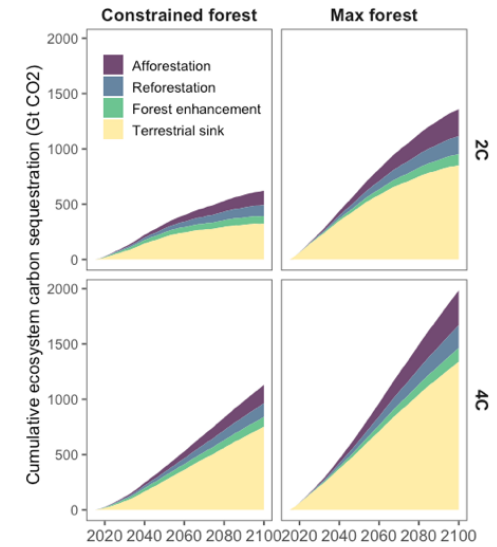 Constrained forest
Max forest
Cumulative ecosystem carbon sequestration (Gt CO2)
2000
1500
1000
500
0
Afforestation
Reforestation
Forest enhancement
Terrestrial sink
2C
2000
1500
1000
500
0
4C
2020 2040 2060 2080 2100
2020 2040 2060 2080 2100